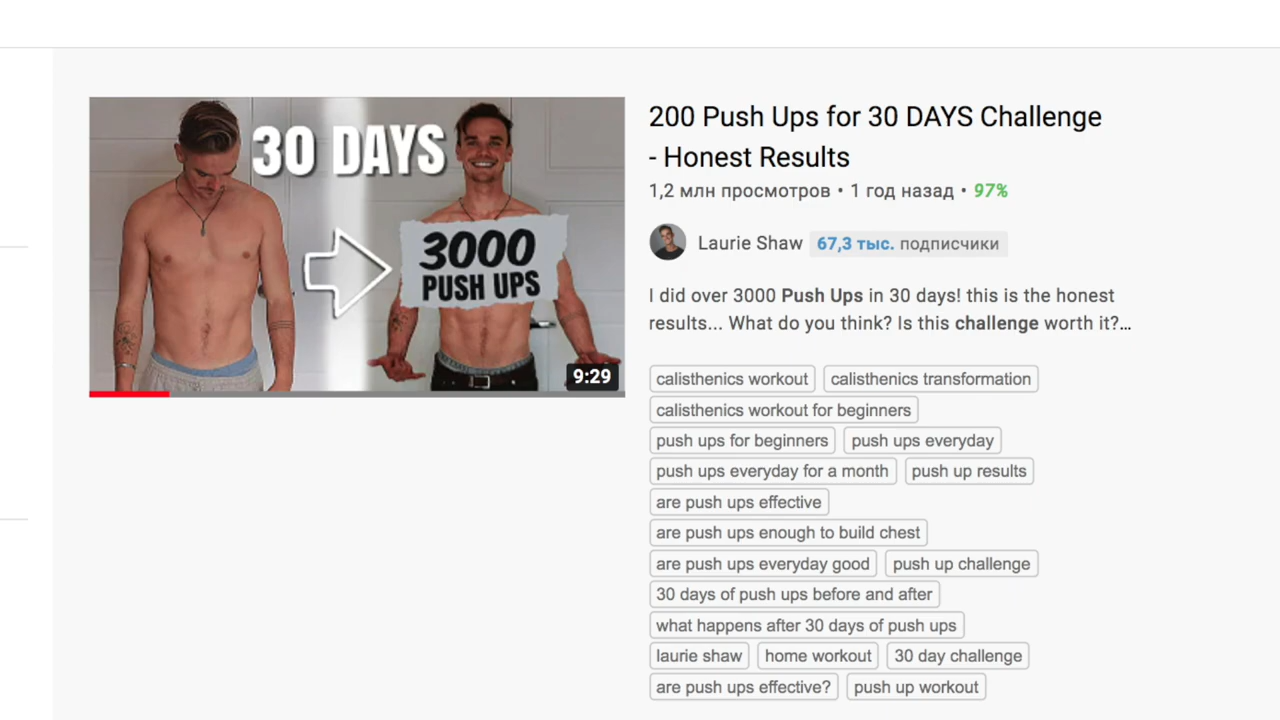 30 DAYS
3000
PUSH UPS
9:29
200 Push Ups for 30 DAYS Challenge
- Honest Results
1,2 млн просмотров • 1 год назад • 97%
Laurie Shaw 67,3 тыс. подписчики
I did over 3000 Push Ups in 30 days! this is the honest
results... What do you think? Is this challenge worth it?...
calisthenics workout calisthenics transformation
calisthenics workout for beginners
push ups for beginners push ups everyday
push ups everyday for a month push up results
are push ups effective
are push ups enough to build chest
are push ups everyday good push up challenge
30 days of push ups before and after
what happens after 30 days of push ups
laurie shaw home workout 30 day challenge
are push ups effective? push up workout